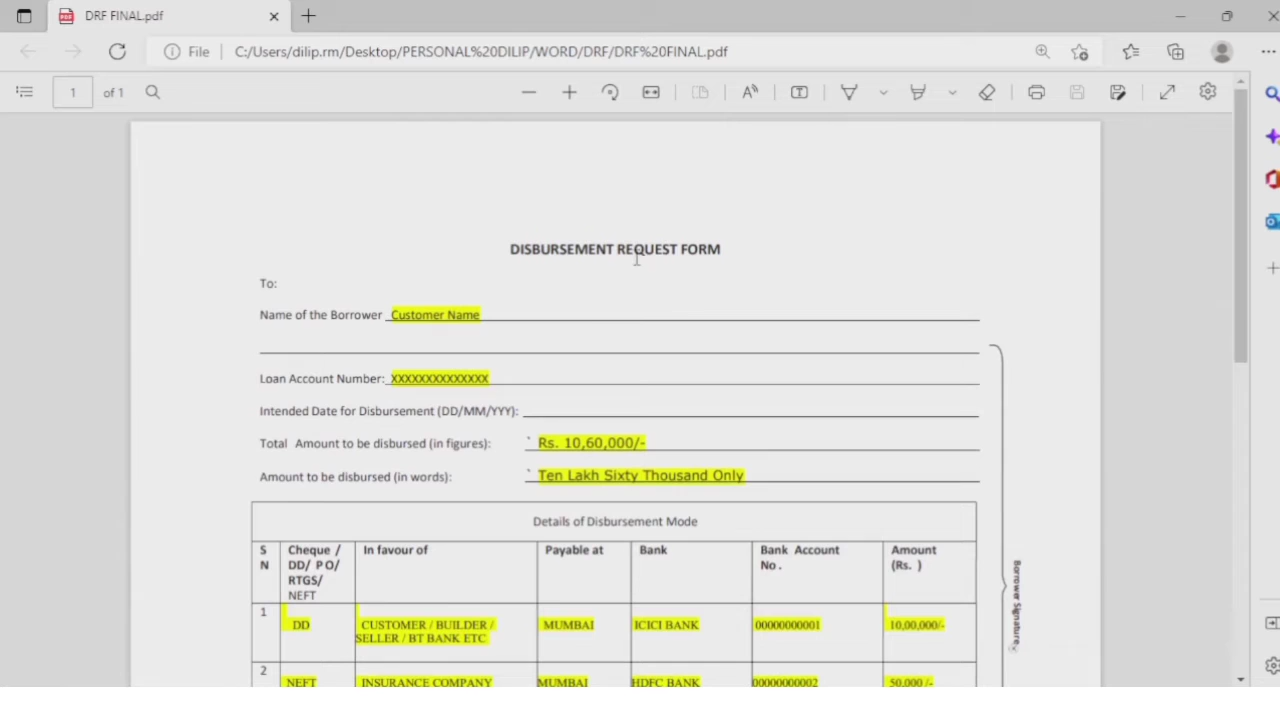 DRF FINAL.pdf
File
C:/Users/dilip.rm/Desktop/PERSONAL%20DILIP/WORD/DRF/DRF%20FINAL.pdf
1 of 1
DISBURSEMENT REQUEST FORM
To:
Name of the Borrower Customer Name
Loan Account Number: XXXXXXXXXXXXXX
Intended Date for Disbursement (DD/MM/YYY):
Total Amount to be disbursed (in figures): ` Rs. 10,60,000/-
Amount to be disbursed (in words): ` Ten Lakh Sixty Thousand Only
Details of Disbursement Mode
S N Cheque / DD/ P O/ RTGS/ NEFT In favour of Payable at Bank Bank Account No . Amount (Rs. )
1 DD CUSTOMER / BUILDER / SELLER / BT BANK ETC MUMBAI ICICI BANK 00000000001 10,00,000/-
2 NEFT INSURANCE COMPANY MUMBAI HDFC BANK 00000000002 50,000 /-
Borrower Signature